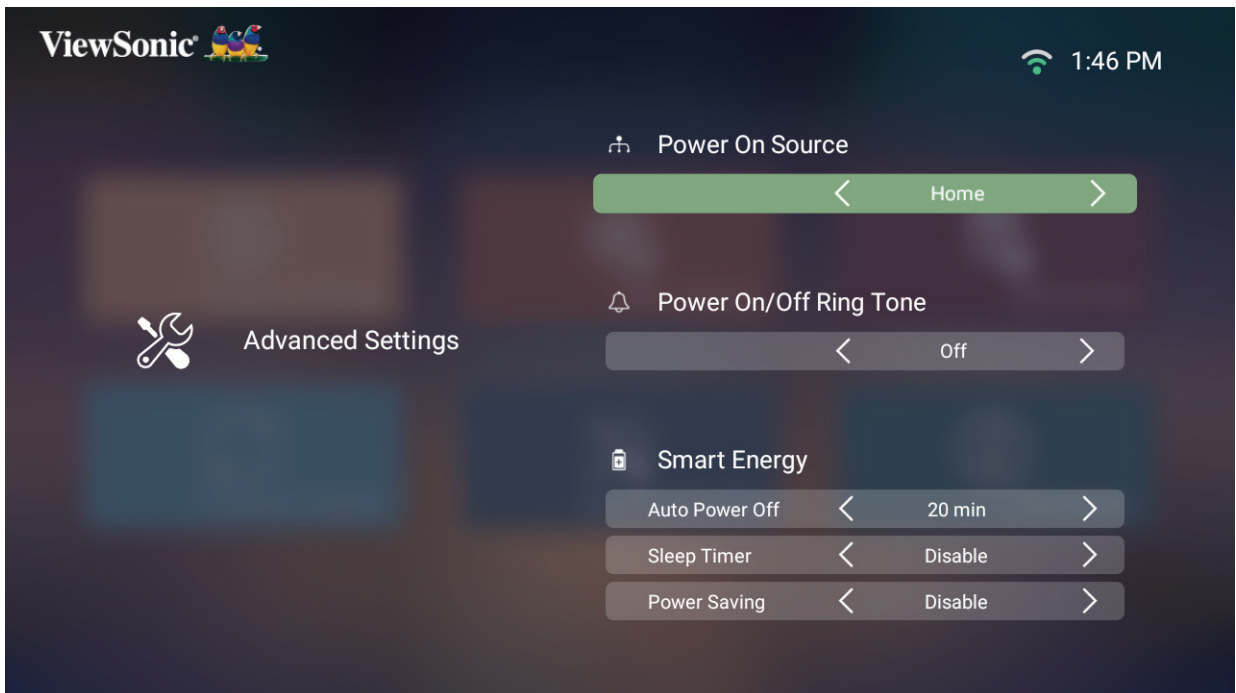 ViewSonic
1:46 PM
Power On Source
Home
Power On/Off Ring Tone
Advanced Settings
Off
Smart Energy
Auto Power Off 20 min
Sleep Timer Disable
Power Saving Disable